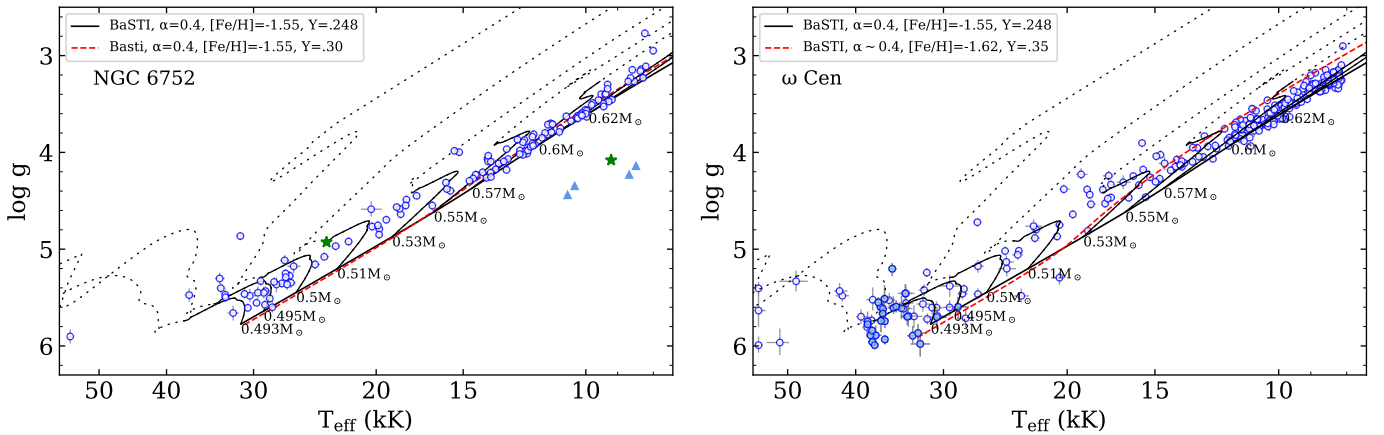 BaSTI, α=0.4, [Fe/H]=-1.55, Y=.248
Basti, α=0.4, [Fe/H]=-1.55, Y=.30
NGC 6752
3
4
5
6
log g
0.62M⊙
0.6M⊙
0.57M⊙
0.55M⊙
0.53M⊙
0.51M⊙
0.5M⊙
0.495M⊙
0.493M⊙
50 40 30 20 15 10
T_eff (kK)
BaSTI, α=0.4, [Fe/H]=-1.55, Y=.248
BaSTI, α~0.4, [Fe/H]=-1.62, Y=.35
ω Cen
3
4
5
6
log g
0.62M⊙
0.6M⊙
0.57M⊙
0.55M⊙
0.53M⊙
0.51M⊙
0.5M⊙
0.495M⊙
0.493M⊙
50 40 30 20 15 10
T_eff (kK)